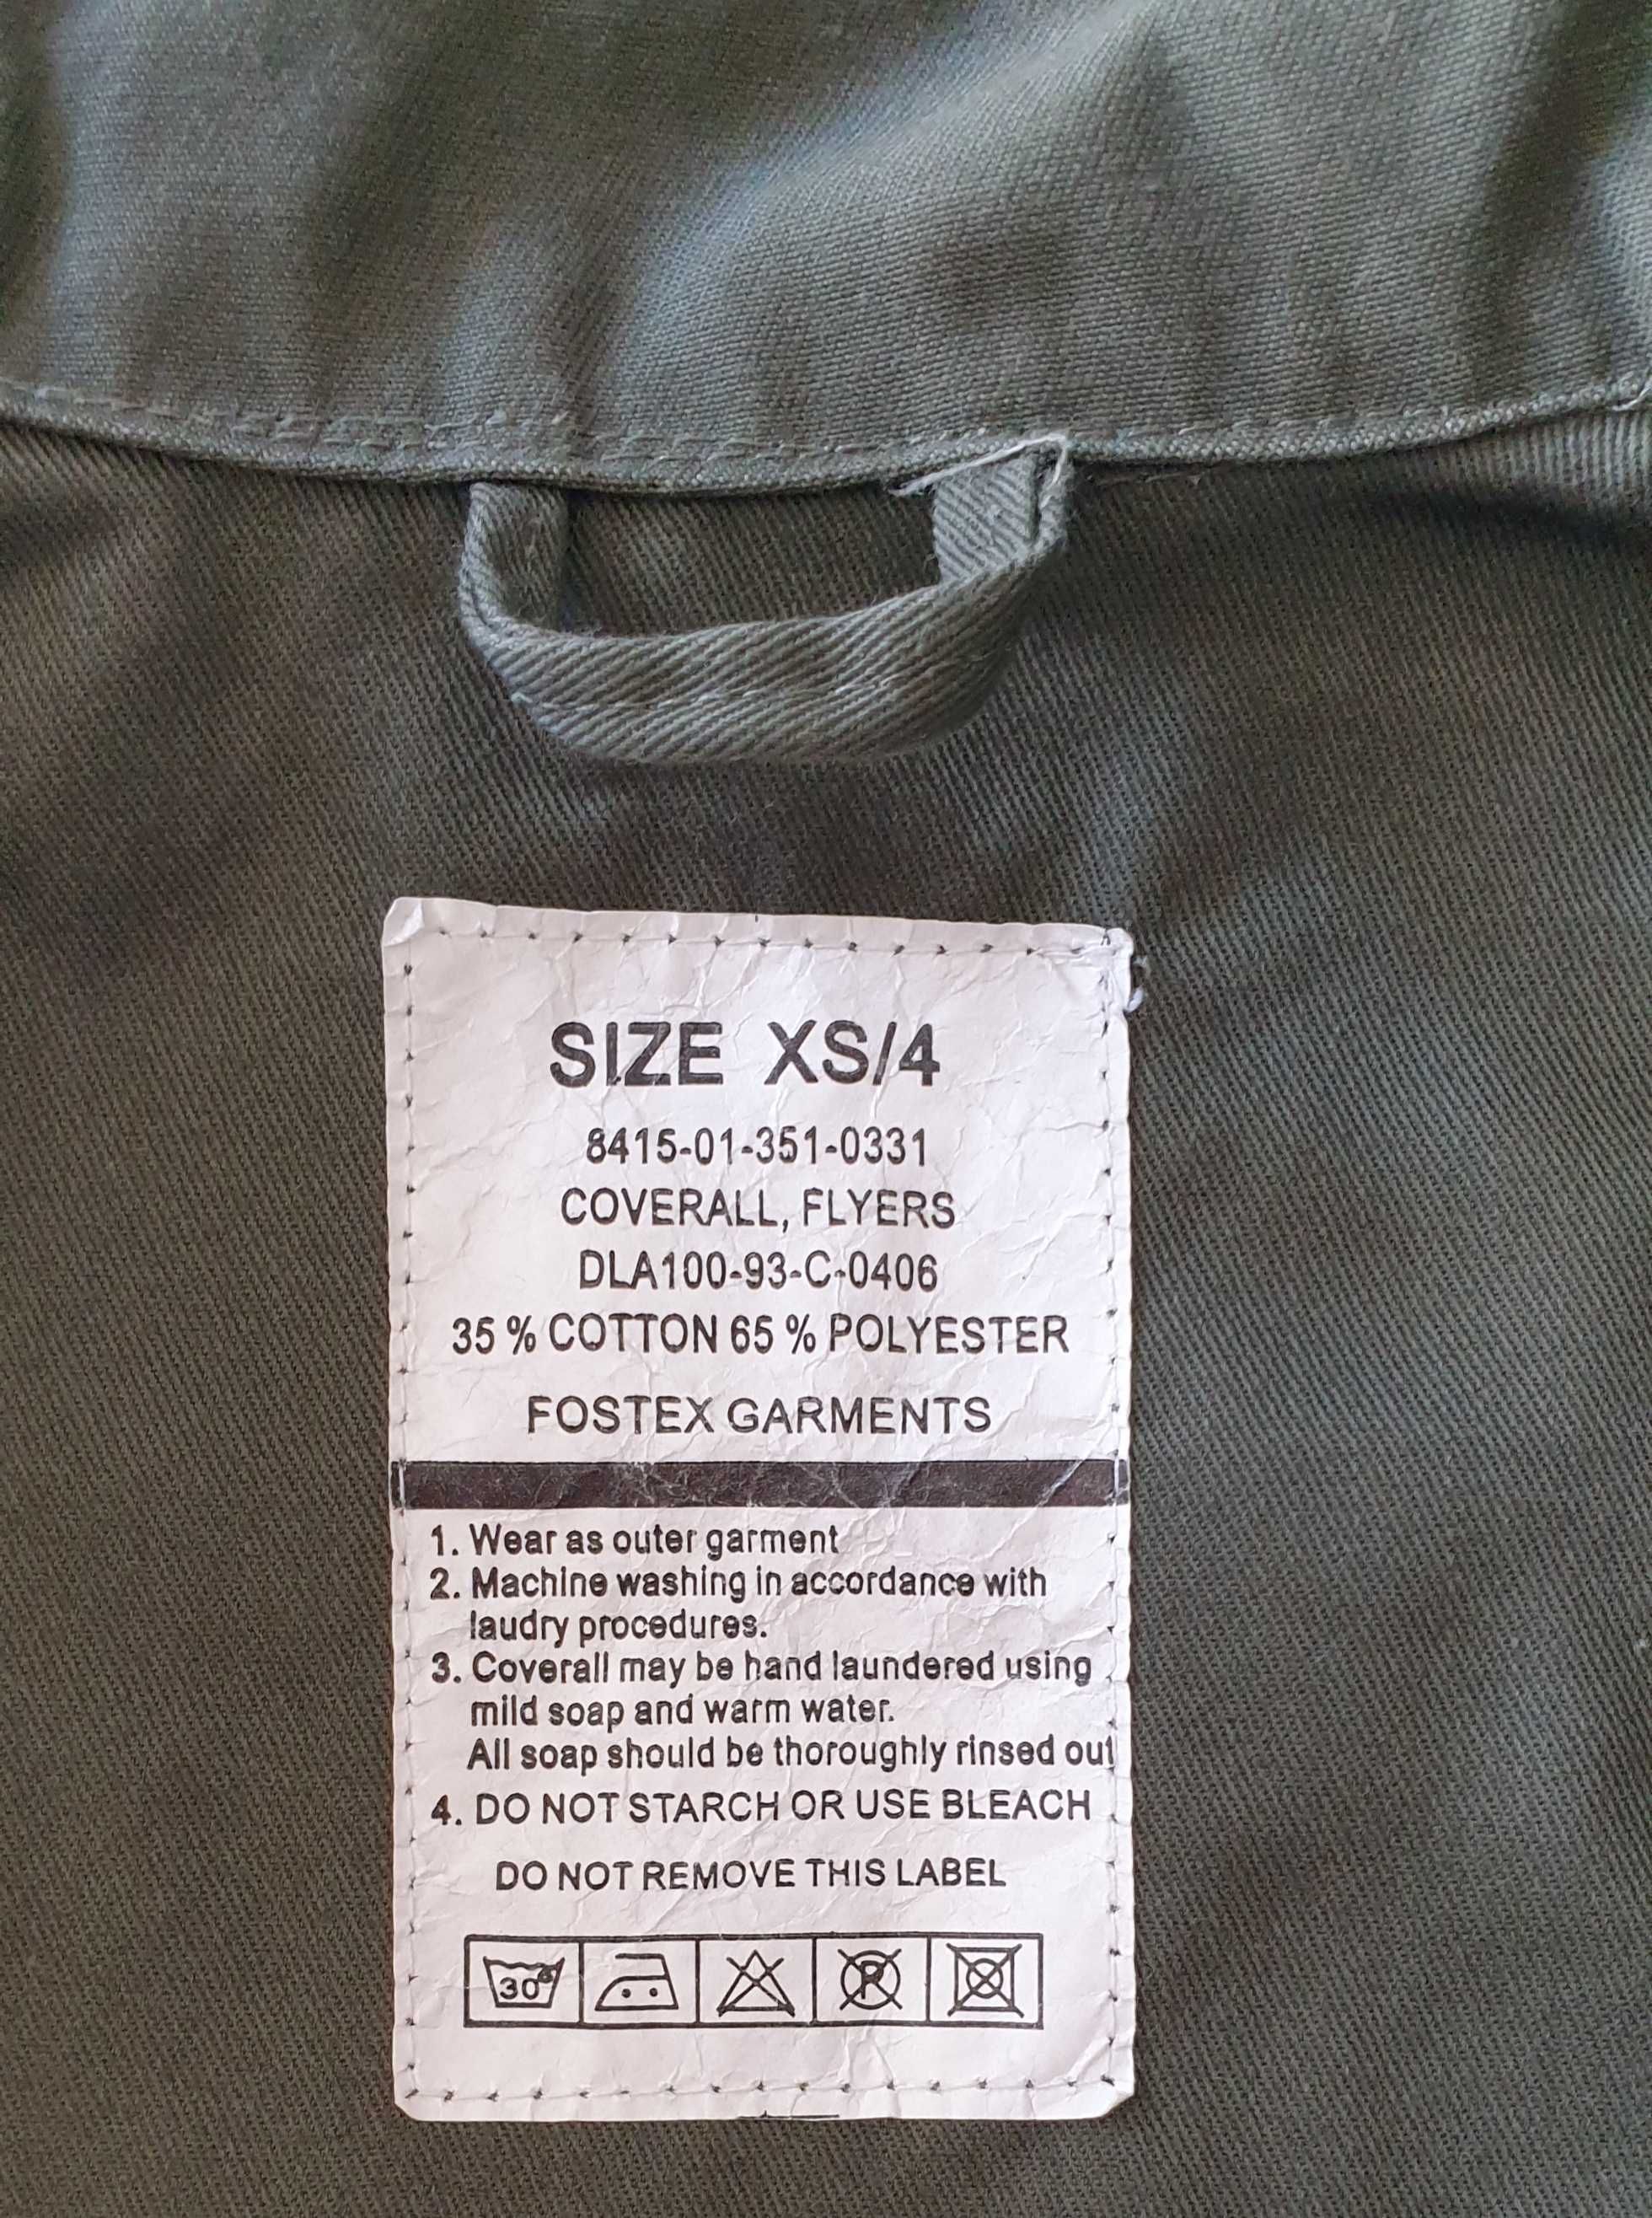 SIZE XS/4
8415-01-351-0331
COVERALL, FLYERS
DLA100-93-C-0406
35 % COTTON 65 % POLYESTER
FOSTEX GARMENTS
1. Wear as outer garment
2. Machine washing in accordance with
laudry procedures.
3. Coverall may be hand laundered using
mild soap and warm water.
All soap should be thoroughly rinsed out
4. DO NOT STARCH OR USE BLEACH
DO NOT REMOVE THIS LABEL
30° P